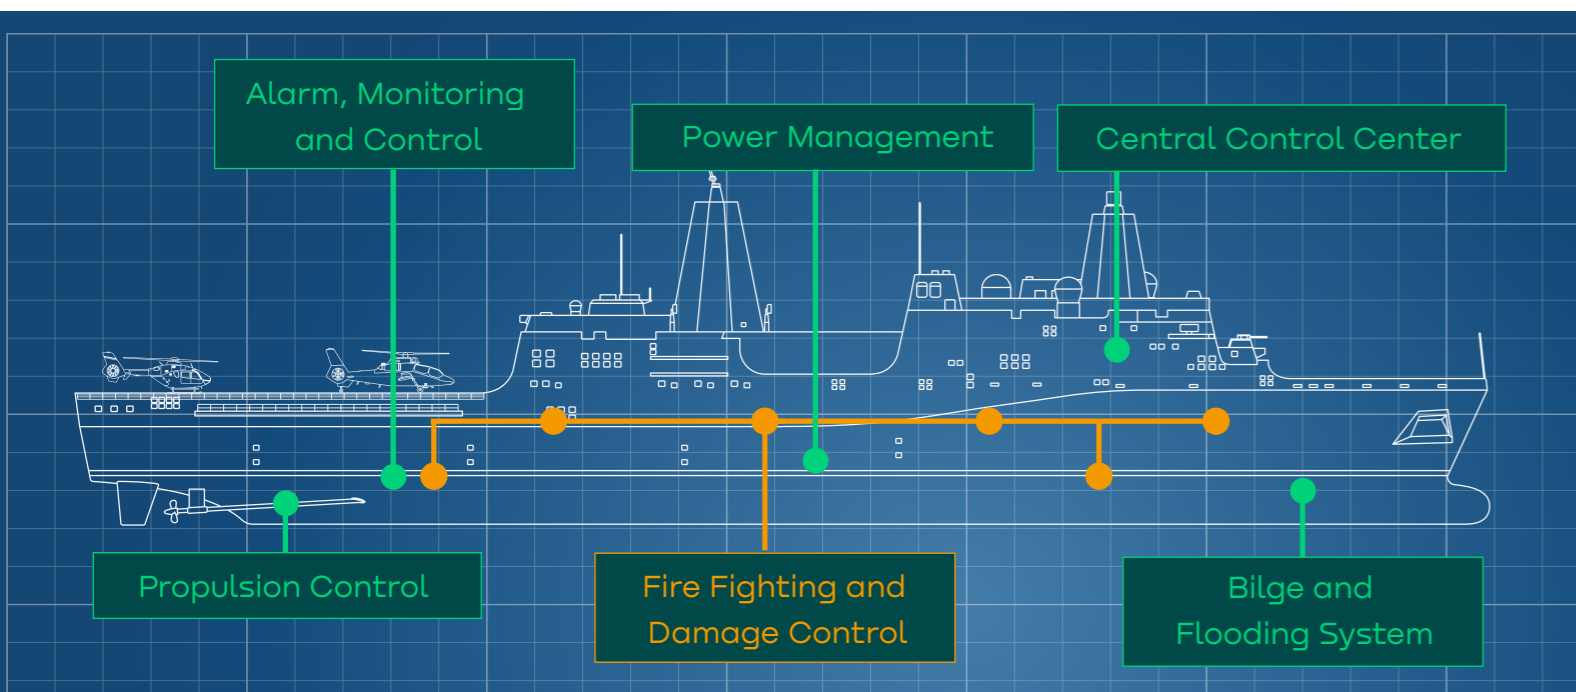 Alarm, Monitoring
and Control
Power Management
Central Control Center
Propulsion Control
Fire Fighting and
Damage Control
Bilge and
Flooding System